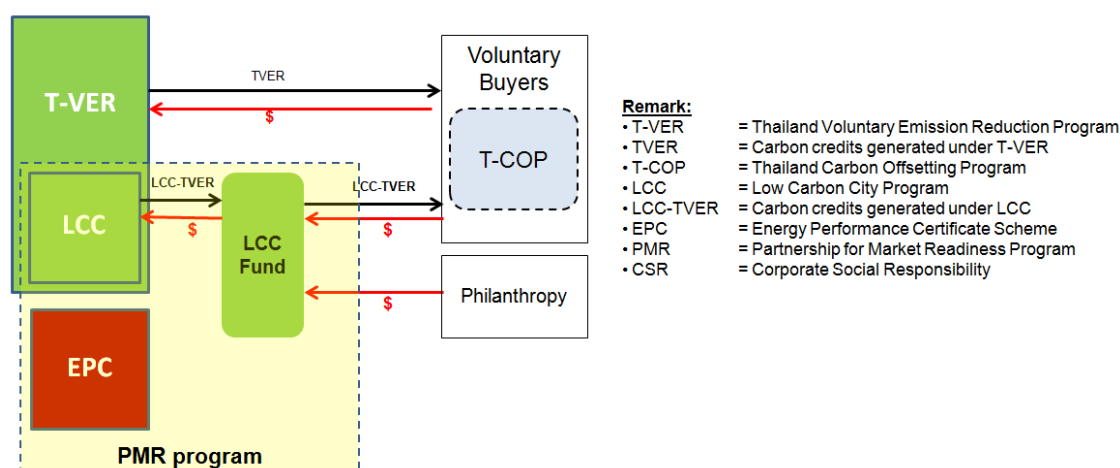 T-VER
TVER
$
Voluntary
Buyers
T-COP
LCC
LCC-TVER
$
LCC
Fund
LCC-TVER
$
$
Philanthropy
EPC
PMR program
Remark:
• T-VER = Thailand Voluntary Emission Reduction Program
• TVER = Carbon credits generated under T-VER
• T-COP = Thailand Carbon Offsetting Program
• LCC = Low Carbon City Program
• LCC-TVER = Carbon credits generated under LCC
• EPC = Energy Performance Certificate Scheme
• PMR = Partnership for Market Readiness Program
• CSR = Corporate Social Responsibility